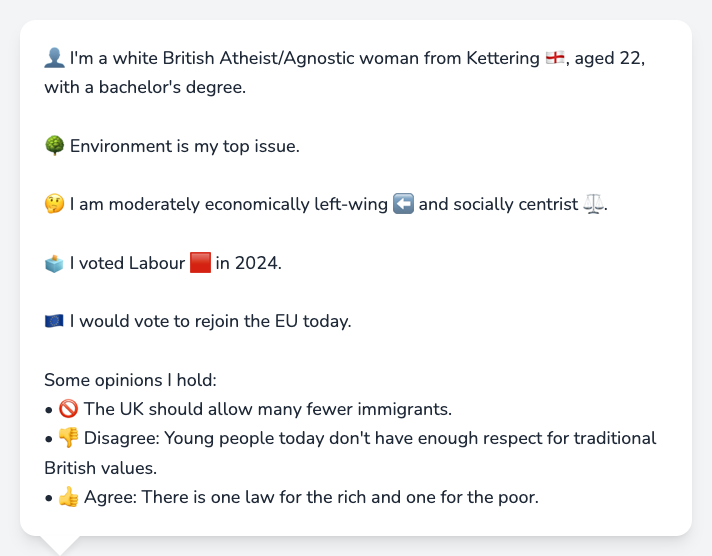 👤 I'm a white British Atheist/Agnostic woman from Kettering 🏴󠁧󠁢󠁥󠁮󠁧󠁿, aged 22,
with a bachelor's degree.
🌳 Environment is my top issue.
🤔 I am moderately economically left-wing ⬅️ and socially centrist ⚖️.
🗳️ I voted Labour 🟥 in 2024.
🇪🇺 I would vote to rejoin the EU today.
Some opinions I hold:
• 🚫 The UK should allow many fewer immigrants.
• 👎 Disagree: Young people today don't have enough respect for traditional
British values.
• 👍 Agree: There is one law for the rich and one for the poor.